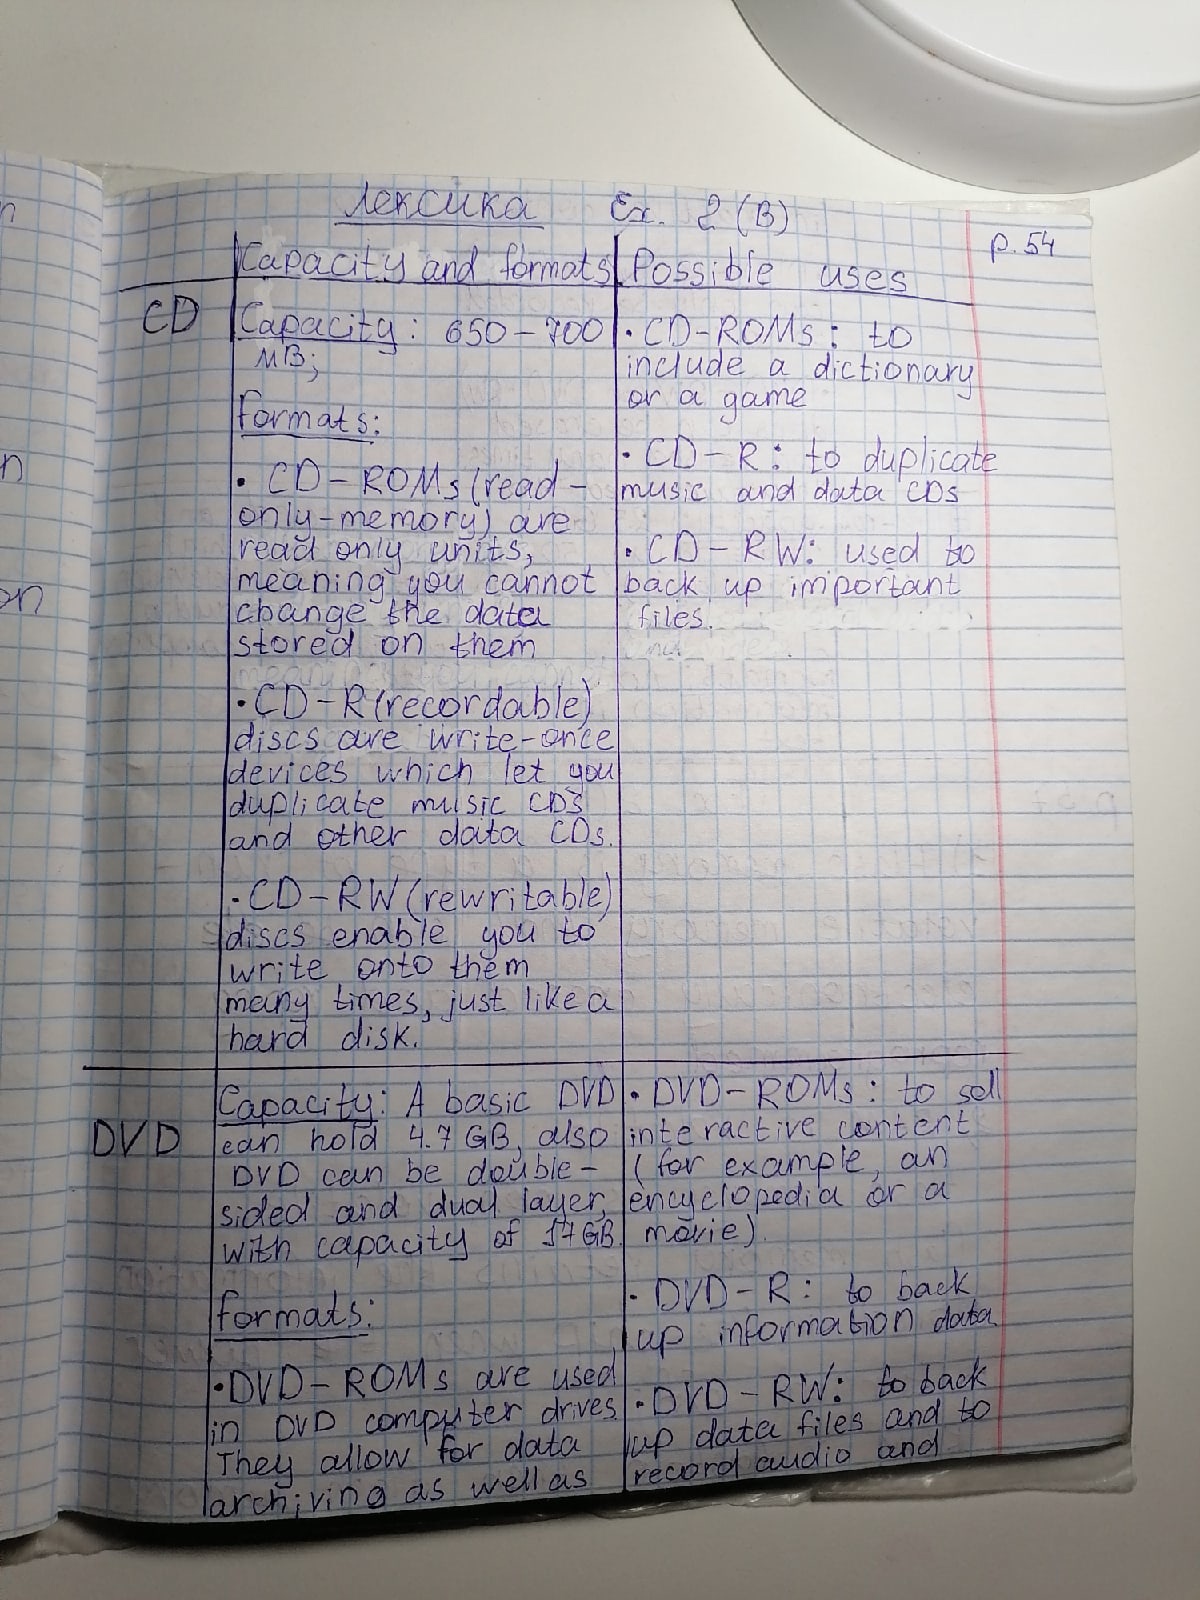 Лексика Ex. 2 (B)
p. 54
Capacity and formats
Possible uses
CD
Capacity: 650-700
MB;
formats:
• CD-ROMs (read-
only-memory) are
read only units,
meaning you cannot
change the data
stored on them
• CD-R (recordable)
discs are write-once
devices which let you
duplicate music CDs
and other data CDs.
• CD-RW (rewritable)
discs enable you to
write onto them
many times, just like a
hard disk.
• CD-ROMs: to
include a dictionary
or a game
• CD-R: to duplicate
music and data CDs
• CD-RW: used to
back up important
files.
DVD
Capacity: A basic DVD
can hold 4.7 GB, also
DVD can be double-
sided and dual layer,
with capacity of 17 GB.
formats:
• DVD-ROMs are used
in DVD computer drives
They allow for data
archiving as well as
• DVD-ROMs: to sell
interactive content
(for example, an
encyclopedia or a
movie).
• DVD-R: to back
up information data
• DVD-RW: to back
up data files and to
record audio and
n
n
on